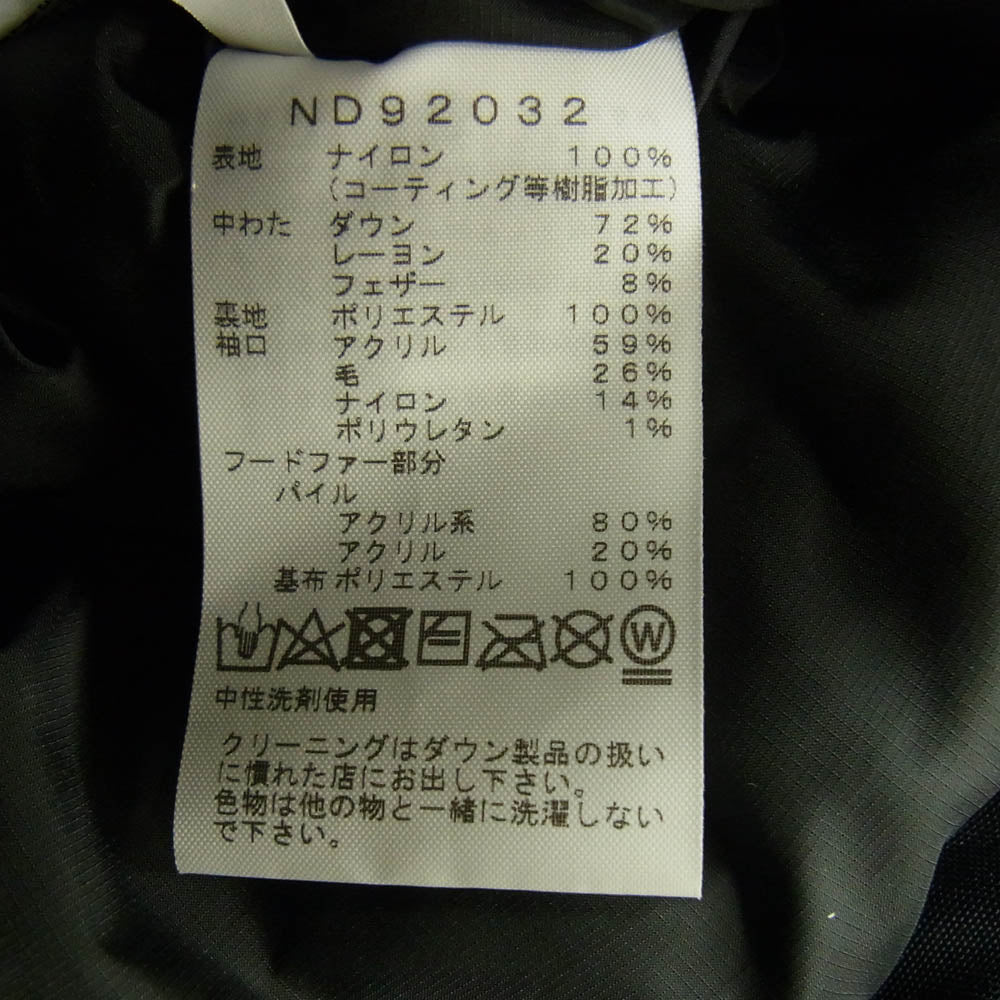 ND92032
表地 ナイロン 100%
(コーティング等樹脂加工)
中わた ダウン 72%
レーヨン 20%
フェザー 8%
裏地 ポリエステル 100%
袖口 アクリル 59%
毛 26%
ナイロン 14%
ポリウレタン 1%
フードファー部分
パイル
アクリル系 80%
アクリル 20%
基布 ポリエステル 100%
W
中性洗剤使用
クリーニングはダウン製品の扱い
に慣れた店にお出し下さい。
色物は他の物と一緒に洗濯しない
で下さい。